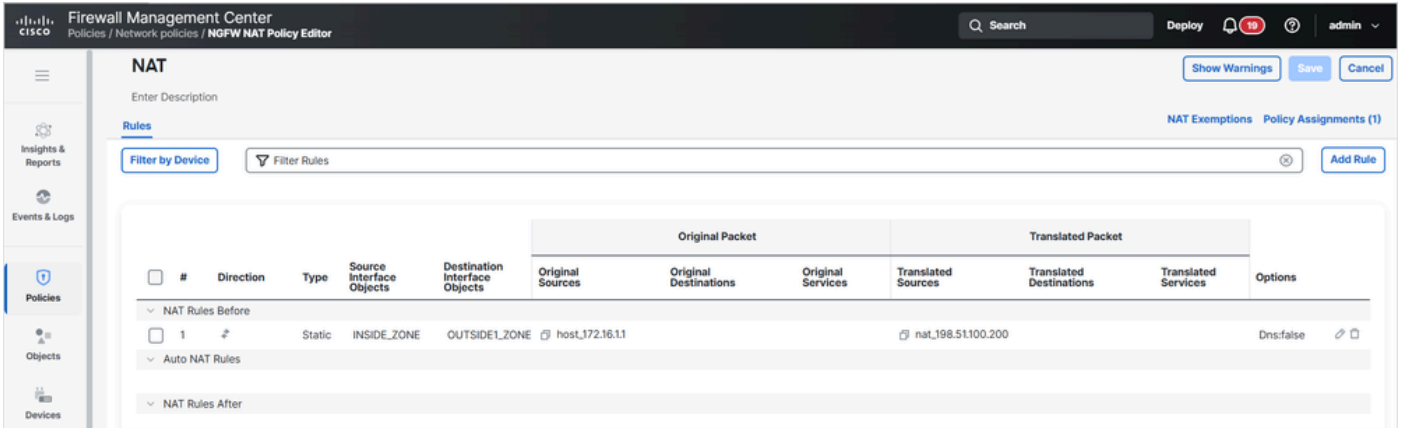 CISCO
Firewall Management Center
Policies / Network policies / NGFW NAT Policy Editor
Search
Deploy
19
admin
NAT
Show Warnings
Save
Cancel
Enter Description
Rules
NAT Exemptions
Policy Assignments (1)
Insights &
Reports
Filter by Device
Filter Rules
Add Rule
Events & Logs
Original Packet
Translated Packet
#
Direction
Type
Source
Interface
Objects
Destination
Interface
Objects
Original
Sources
Original
Destinations
Original
Services
Translated
Sources
Translated
Destinations
Translated
Services
Options
Policies
NAT Rules Before
1
Static
INSIDE_ZONE
OUTSIDE1_ZONE
host_172.16.1.1
nat_198.51.100.200
Dns:false
Objects
Auto NAT Rules
NAT Rules After
Devices